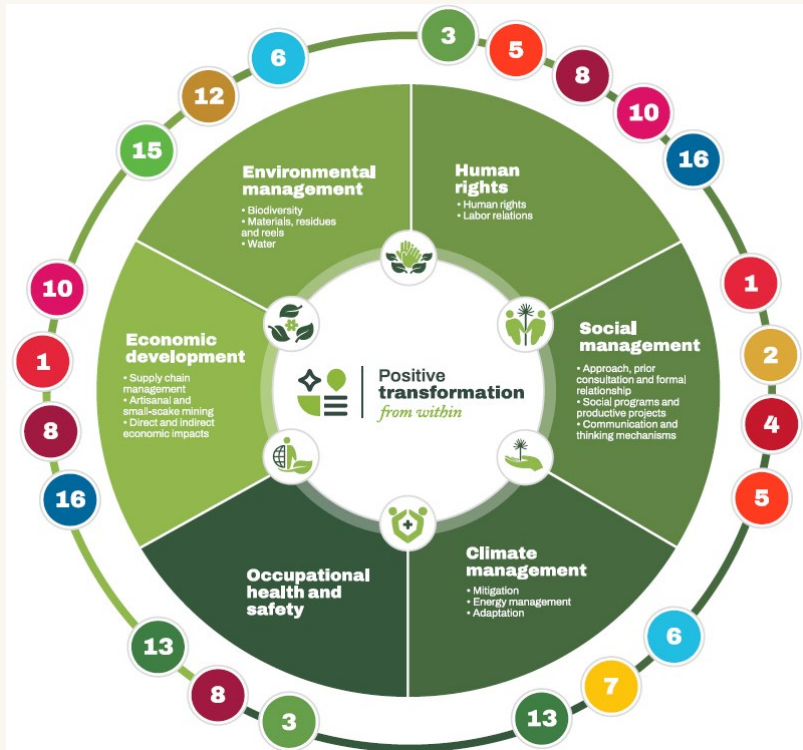 6
12
15
3
5
8
10
16
Environmental
management
• Biodiversity
• Materials, residues
and reels
• Water
Human
rights
• Human rights
• Labor relations
10
1
8
16
Economic
development
• Supply chain
management
• Artisanal and
small-scake mining
• Direct and indirect
economic impacts
Positive
transformation
from within
Social
management
• Approach, prior
consultation and formal
relationship
• Social programs and
productive projects
• Communication and
thinking mechanisms
1
2
4
5
Occupational
health and
safety
Climate
management
• Mitigation
• Energy management
• Adaptation
13
8
3
13
7
6